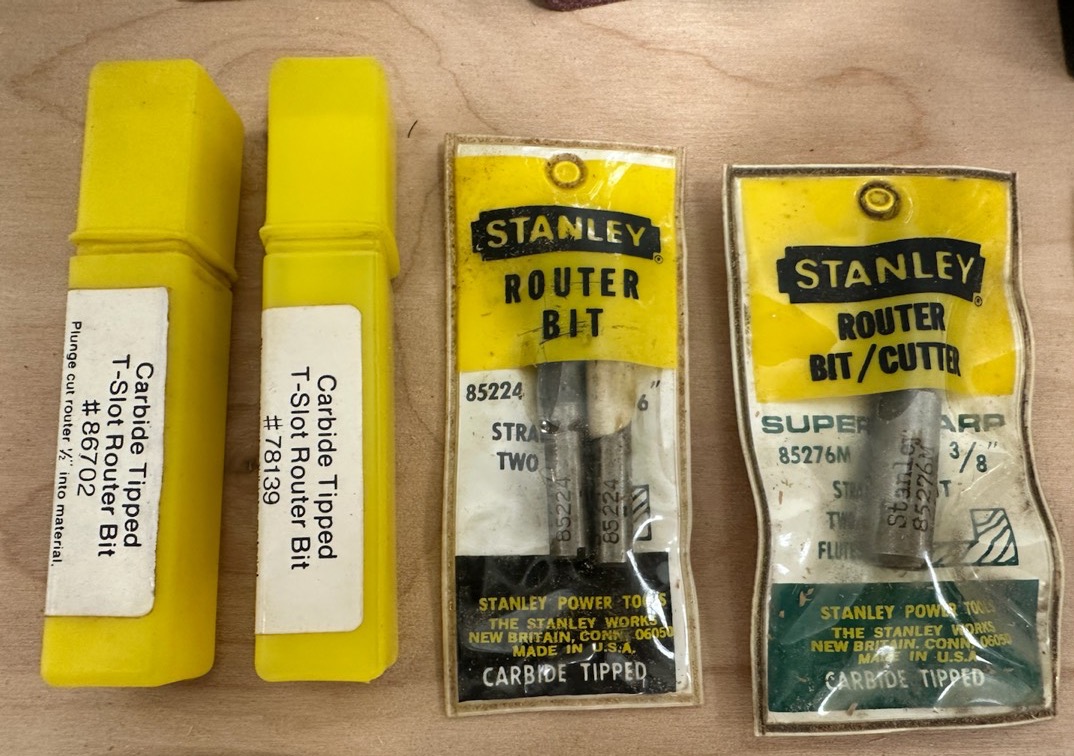 Carbide Tipped
T-Slot Router Bit
#86702
Plunge cut router ½" into material.
Carbide Tipped
T-Slot Router Bit
#78139
STANLEY®
ROUTER
BIT
85224
85224
85224
STANLEY POWER TOOLS
THE STANLEY WORKS
NEW BRITAIN, CONN. 06050
MADE IN U.S.A.
CARBIDE TIPPED
STANLEY®
ROUTER
BIT/CUTTER
85276M 3/8"
Stanley
85276M
STANLEY POWER TOOLS
THE STANLEY WORKS
NEW BRITAIN, CONN. 06050
MADE IN U.S.A.
CARBIDE TIPPED